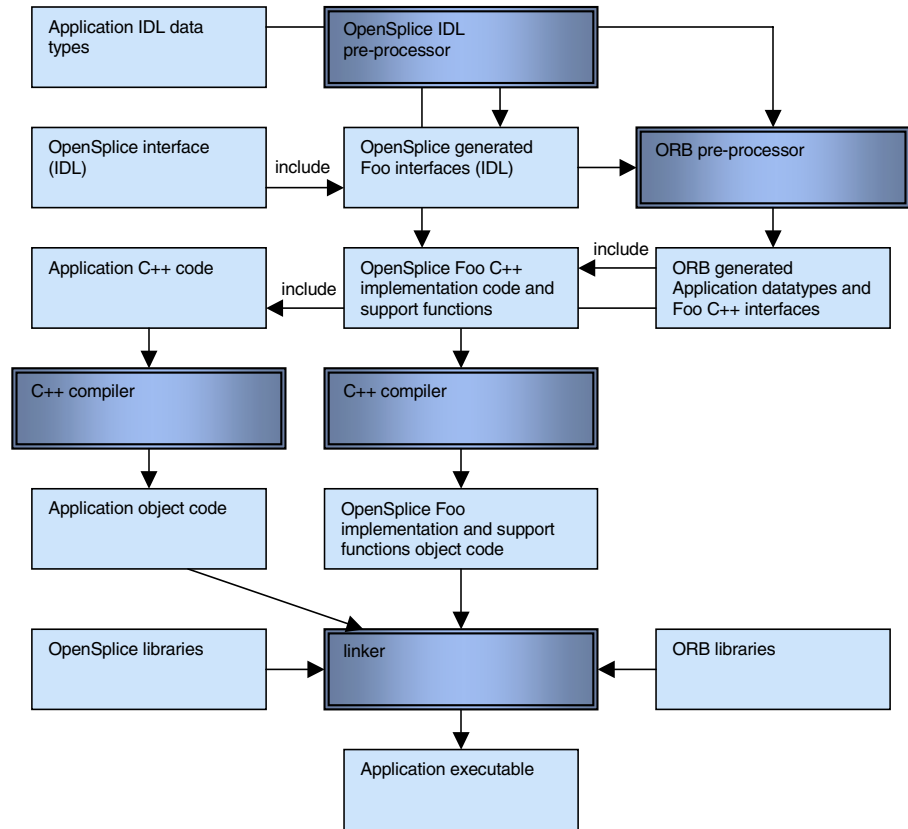 Application IDL data
types
OpenSplice IDL
pre-processor
OpenSplice interface
(IDL)
include
OpenSplice generated
Foo interfaces (IDL)
ORB pre-processor
Application C++ code
include
OpenSplice Foo C++
implementation code and
support functions
include
ORB generated
Application datatypes and
Foo C++ interfaces
C++ compiler
C++ compiler
Application object code
OpenSplice Foo
implementation and support
functions object code
OpenSplice libraries
linker
ORB libraries
Application executable